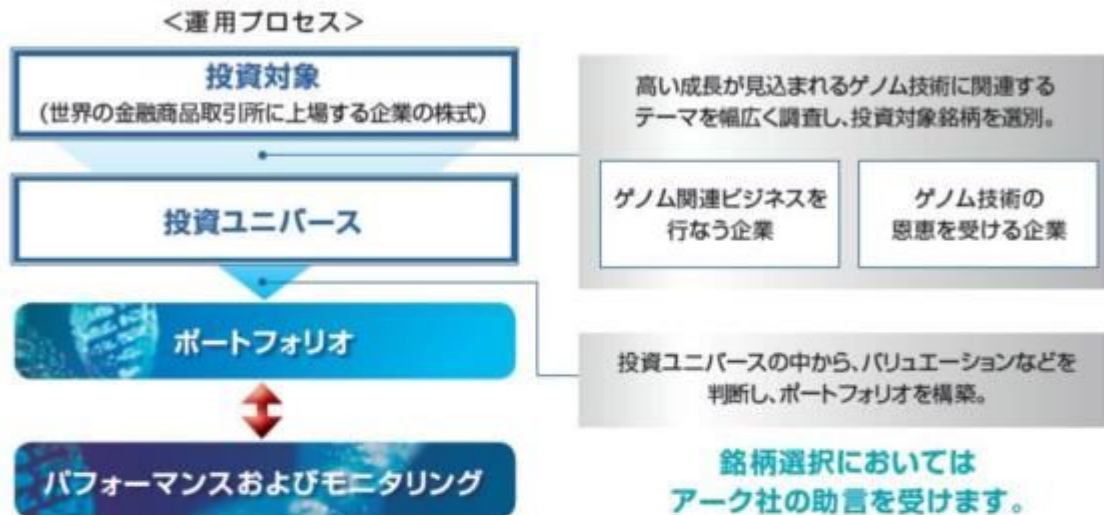 ＜運用プロセス＞
投資対象
（世界の金融商品取引所に上場する企業の株式）
高い成長が見込まれるゲノム技術に関連する
テーマを幅広く調査し、投資対象銘柄を選別。
ゲノム関連ビジネスを
行なう企業
ゲノム技術の
恩恵を受ける企業
投資ユニバース
ポートフォリオ
投資ユニバースの中から、バリュエーションなどを
判断し、ポートフォリオを構築。
パフォーマンスおよびモニタリング
銘柄選択においては
アーク社の助言を受けます。